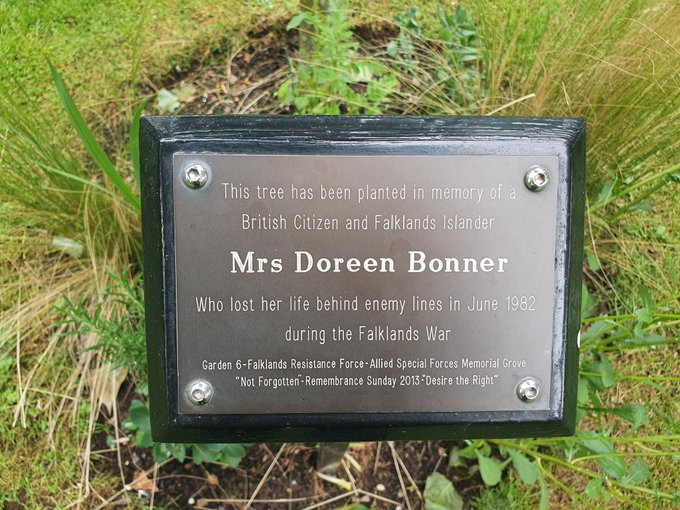 This tree has been planted in memory of a
British Citizen and Falklands Islander
Mrs Doreen Bonner
Who lost her life behind enemy lines in June 1982
during the Falklands War
Garden 6-Falklands Resistance Force-Allied Special Forces Memorial Grove
"Not Forgotten"-Remembrance Sunday 2013-"Desire the Right"